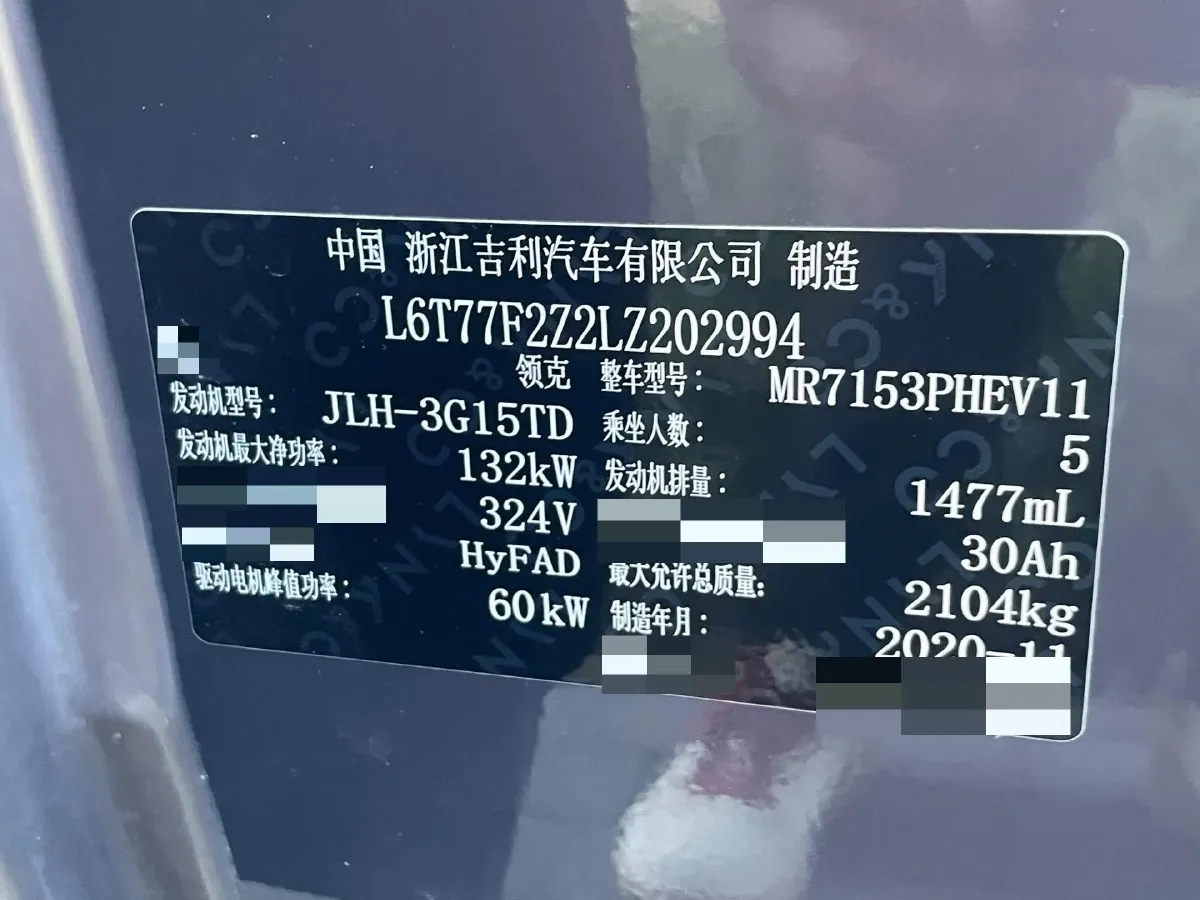 中国 浙江吉利汽车有限公司 制造
L6T77F2Z2LZ202994
领克 整车型号： MR7153PHEV11
发动机型号： JLH-3G15TD 乘坐人数： 5
发动机最大净功率： 132kW 发动机排量： 1477mL
324V 30Ah
HyFAD 最大允许总质量: 2104kg
驱动电机峰值功率： 60kW 制造年月： 2020-11